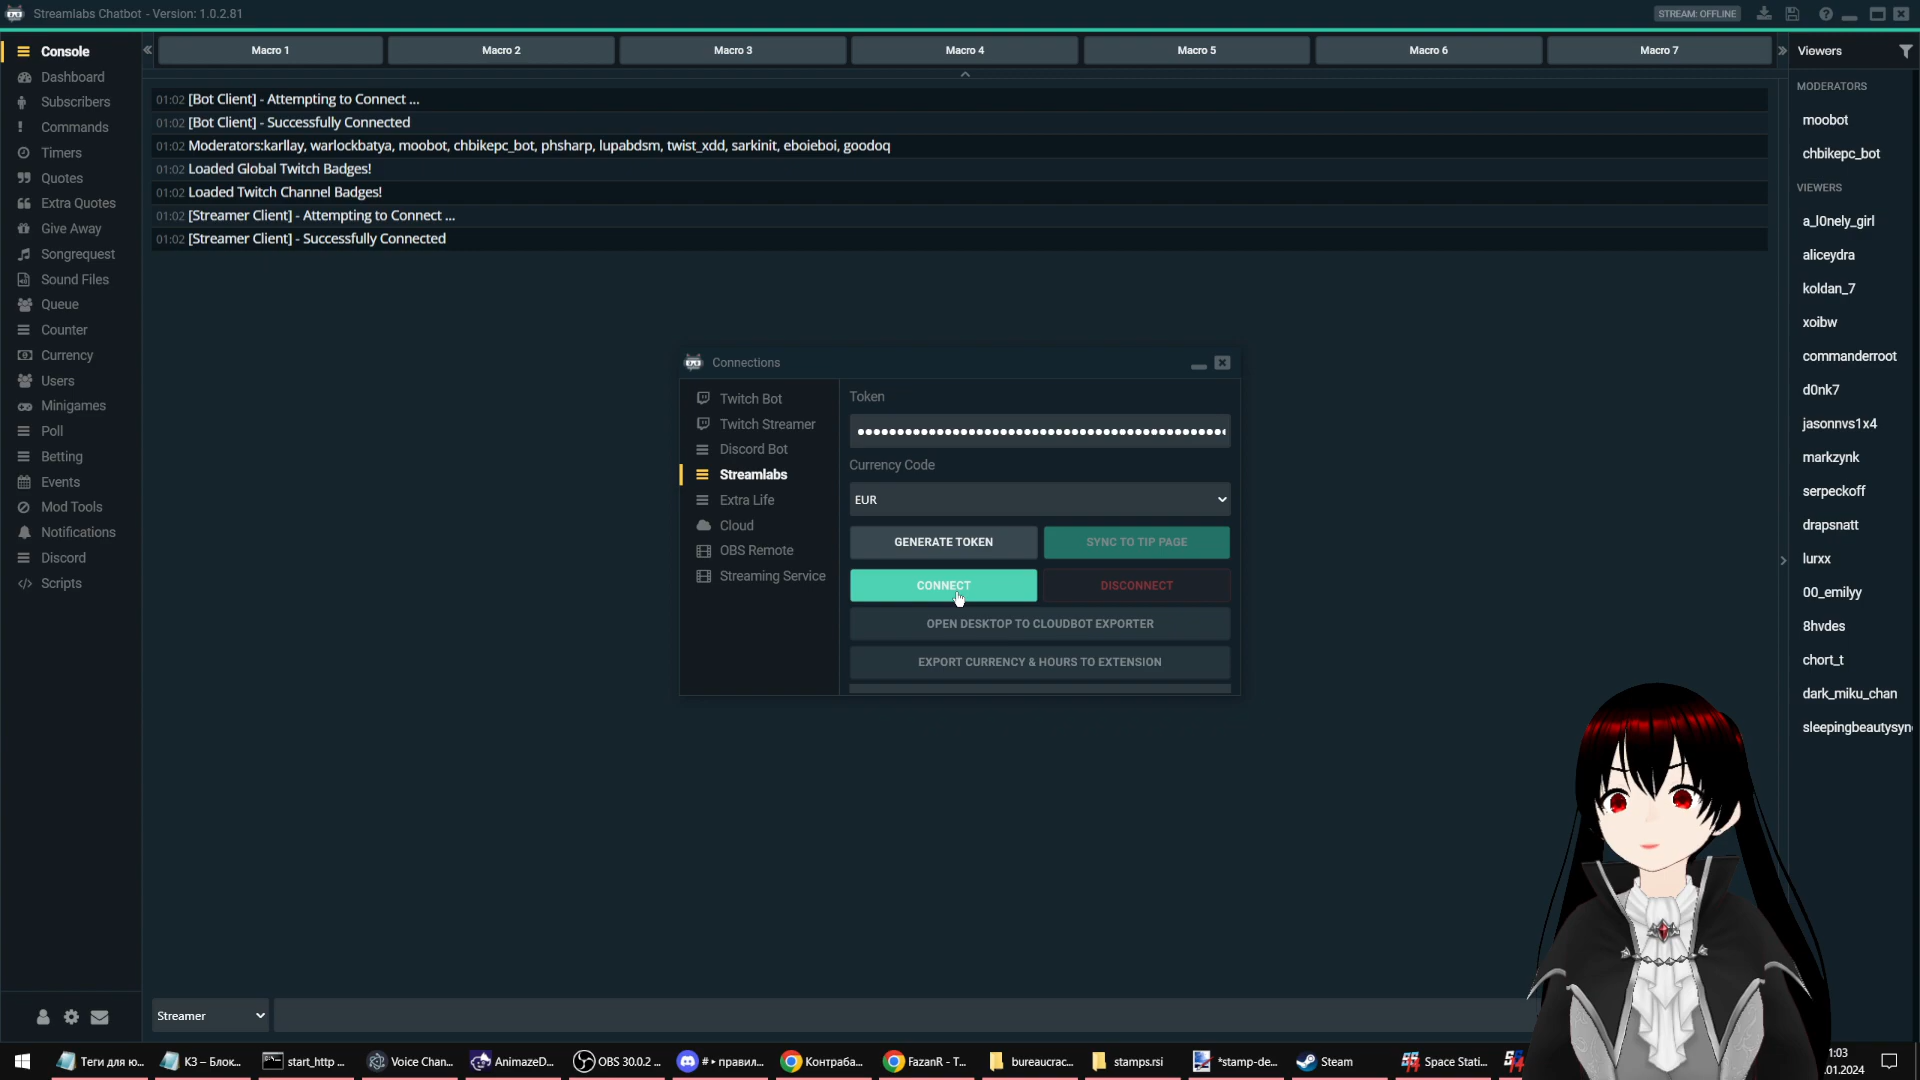 Streamlabs Chatbot - Version: 1.0.2.81
STREAM: OFFLINE
Console
Dashboard
Subscribers
Commands
Timers
Quotes
Extra Quotes
Give Away
Songrequest
Sound Files
Queue
Counter
Currency
Users
Minigames
Poll
Betting
Events
Mod Tools
Notifications
Discord
Scripts
Macro 1
Macro 2
Macro 3
Macro 4
Macro 5
Macro 6
Macro 7
01:02 [Bot Client] - Attempting to Connect ...
01:02 [Bot Client] - Successfully Connected
01:02 Moderators:karllay, warlockbatya, moobot, chbikepc_bot, phsharp, lupabdsm, twist_xdd, sarkinit, eboieboi, goodoq
01:02 Loaded Global Twitch Badges!
01:02 Loaded Twitch Channel Badges!
01:02 [Streamer Client] - Attempting to Connect ...
01:02 [Streamer Client] - Successfully Connected
Connections
Twitch Bot
Twitch Streamer
Discord Bot
Streamlabs
Extra Life
Cloud
OBS Remote
Streaming Service
Token
Currency Code
EUR
GENERATE TOKEN
SYNC TO TIP PAGE
CONNECT
DISCONNECT
OPEN DESKTOP TO CLOUDBOT EXPORTER
EXPORT CURRENCY & HOURS TO EXTENSION
Viewers
MODERATORS
moobot
chbikepc_bot
VIEWERS
a_l0nely_girl
aliceydra
koldan_7
xoibw
commanderroot
d0nk7
jasonnvs1x4
markzynk
serpeckoff
drapsnatt
lurxx
00_emilyy
8hvdes
chort_t
dark_miku_chan
sleepingbeautysyn
Streamer
Теги для ю...
КЗ – Блок...
start_http ...
Voice Chan...
AnimazeD...
OBS 30.0.2 ...
# ▸ правил...
Контраба...
FazanR - T...
bureaucrac...
stamps.rsi
*stamp-de...
Steam
Space Stati...
1:03
.01.2024